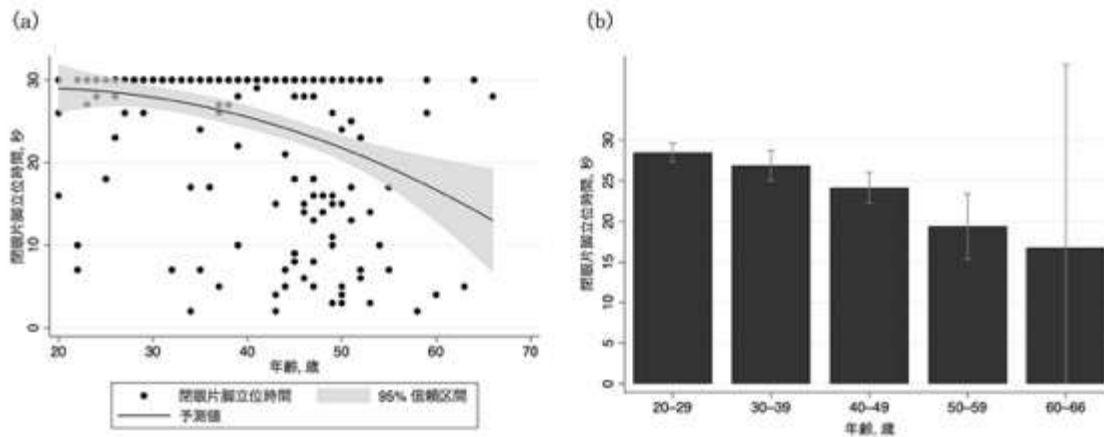 (a)
閉眼片脚立位時間, 秒
30
20
10
0
20
30
40
50
60
70
年齢, 歳
閉眼片脚立位時間
95% 信頼区間
予測値
(b)
閉眼片脚立位時間, 秒
30
25
20
15
10
5
0
20–29
30–39
40–49
50–59
60–66
年齢, 歳